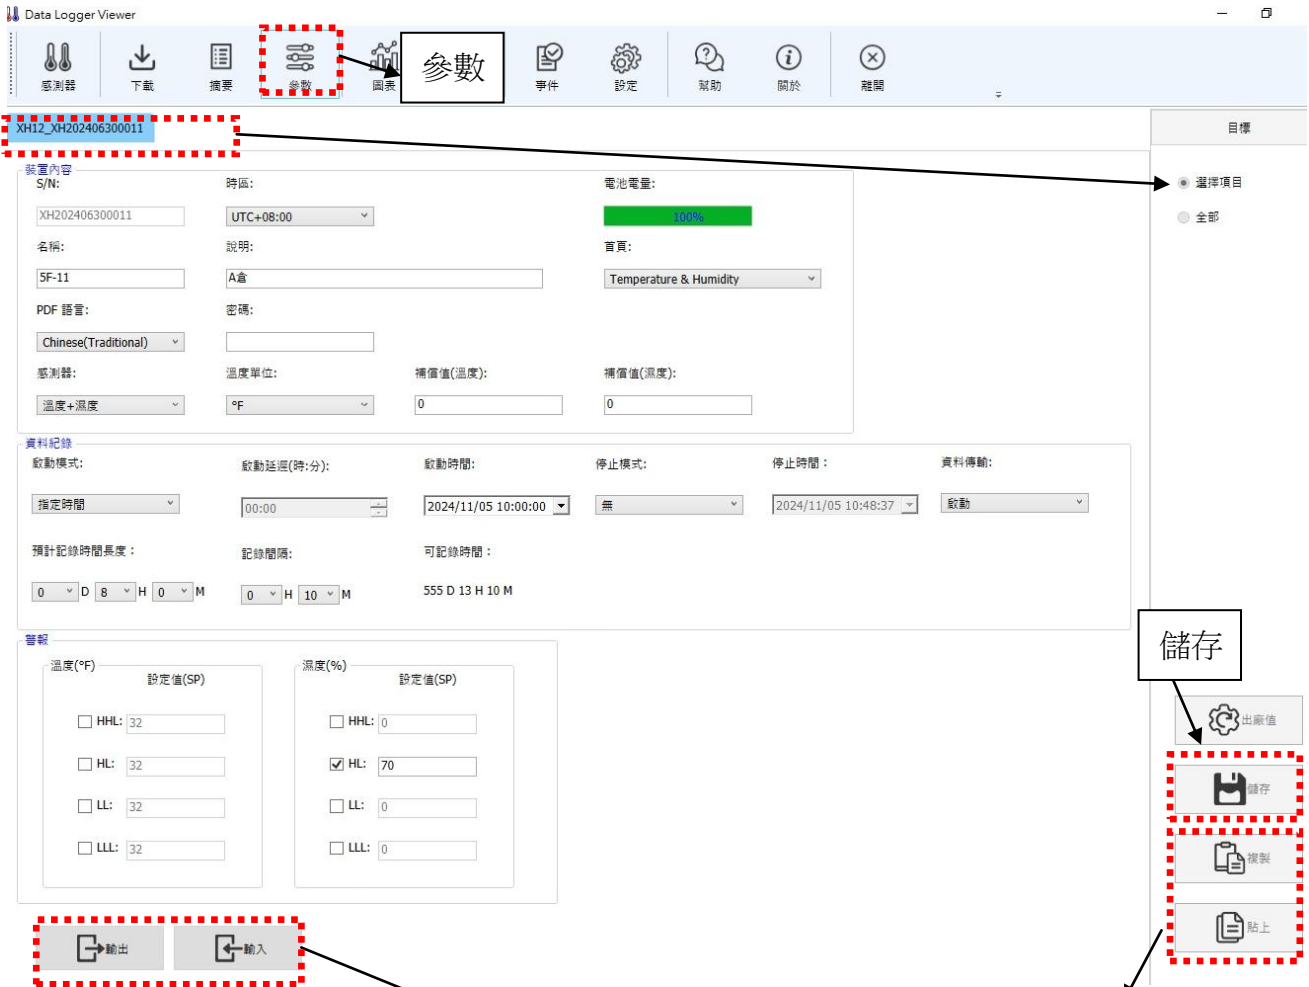 Data Logger Viewer
感測器 下載 摘要 參數 圖表 參數 事件 設定 幫助 關於 離開
XH12_XH202406300011
目標
裝置內容
S/N: 時區: 電池電量:
選擇項目
XH202406300011 UTC+08:00 100%
全部
名稱: 說明: 首頁:
5F-11 A倉 Temperature & Humidity
PDF 語言: 密碼:
Chinese(Traditional)
感測器: 溫度單位: 補償值(溫度): 補償值(濕度):
溫度+濕度 °F 0 0
資料紀錄
啟動模式: 啟動延遲(時:分): 啟動時間: 停止模式: 停止時間： 資料傳輸:
指定時間 00:00 2024/11/05 10:00:00 無 2024/11/05 10:48:37 啟動
預計記錄時間長度： 記錄間隔: 可記錄時間：
0 D 8 H 0 M 0 H 10 M 555 D 13 H 10 M
警報
儲存
溫度(°F) 濕度(%)
設定值(SP) 設定值(SP)
HHL: 32 HHL: 0
出廠值
HL: 32 HL: 70
儲存
LL: 32 LL: 0
LLL: 32 LLL: 0
複製
貼上
輸出 輸入